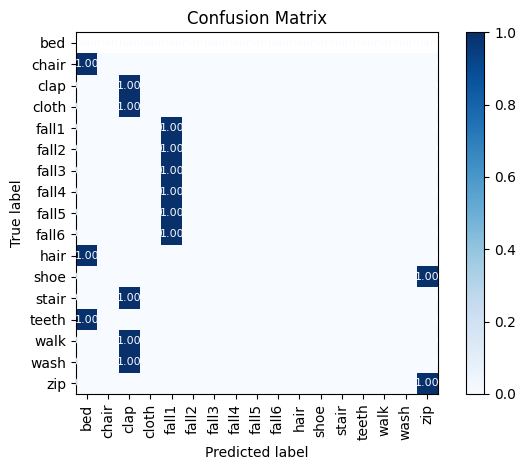 Confusion Matrix
True label
bed
chair 1.00
clap 1.00
cloth 1.00
fall1 1.00
fall2 1.00
fall3 1.00
fall4 1.00
fall5 1.00
fall6 1.00
hair 1.00
shoe 1.00
stair 1.00
teeth 1.00
walk 1.00
wash 1.00
zip 1.00
bed chair clap cloth fall1 fall2 fall3 fall4 fall5 fall6 hair shoe stair teeth walk wash zip
Predicted label
1.0
0.8
0.6
0.4
0.2
0.0